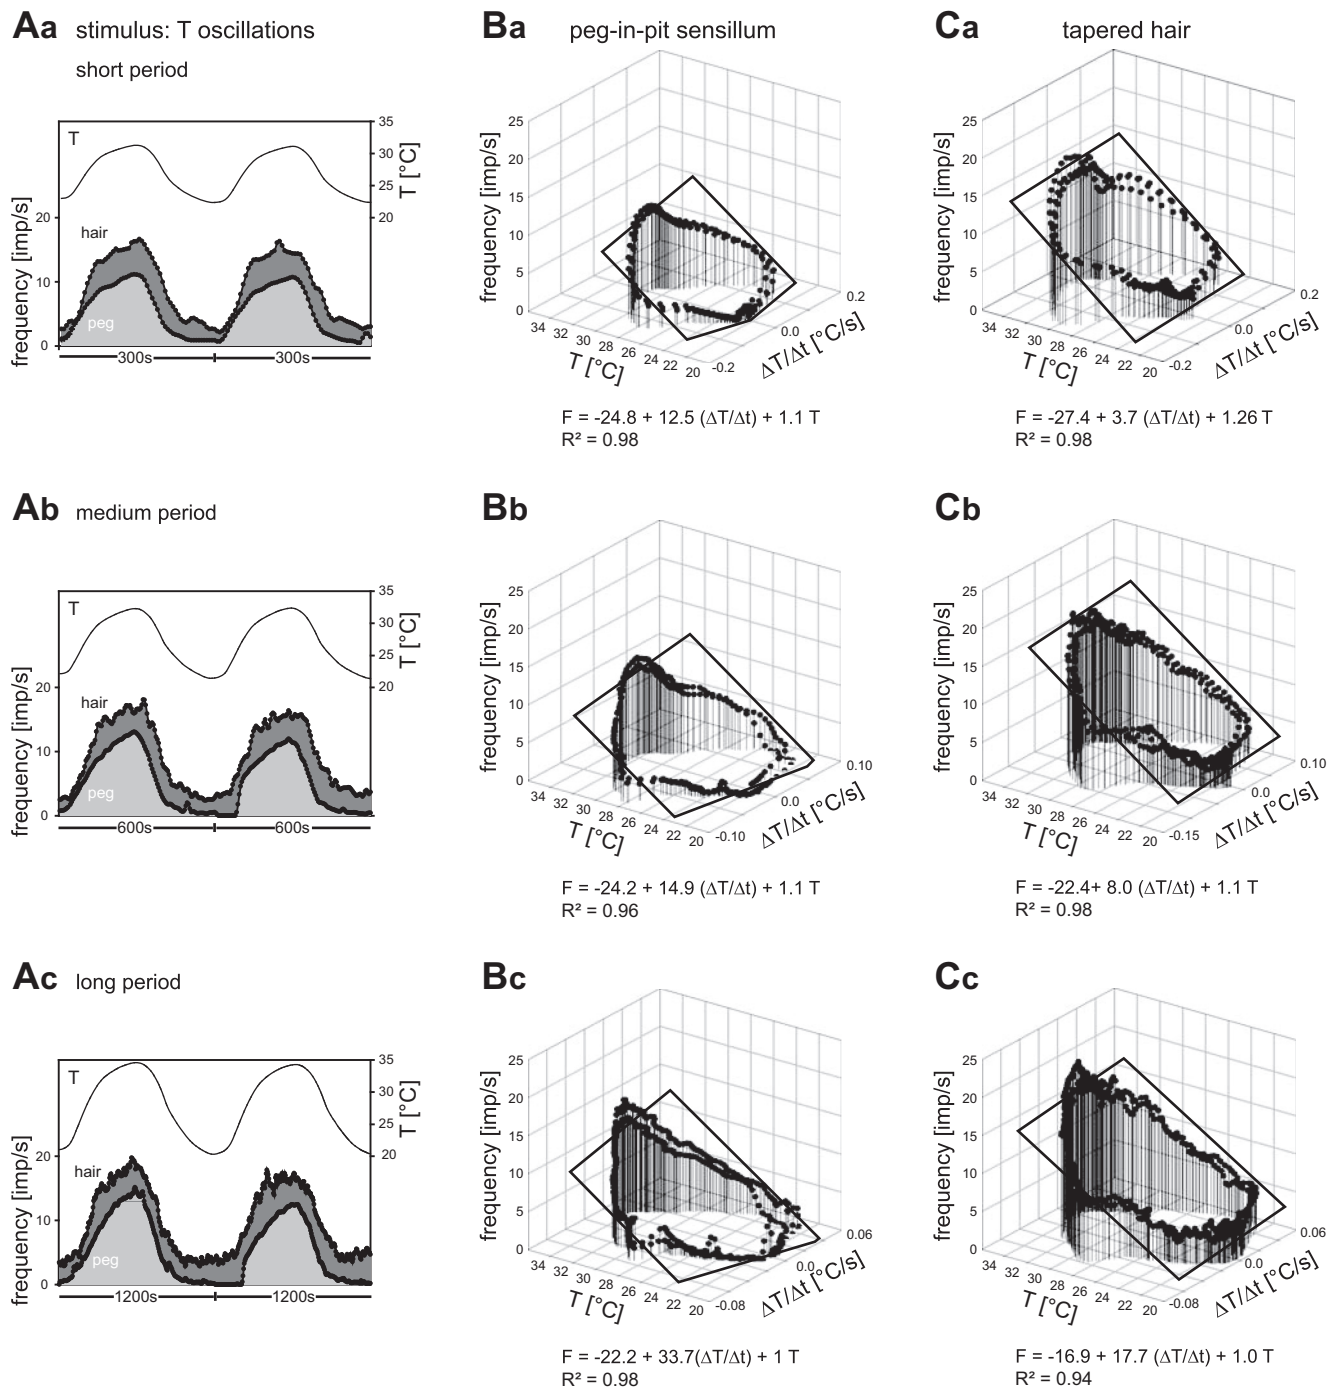 Aa stimulus: T oscillations
short period
T
35
30
25
20
T [°C]
20
10
0
frequency [imp/s]
hair
peg
300s 300s
Ba peg-in-pit sensillum
frequency [imp/s]
25
20
15
10
5
0
34 32 30 28 26 24 22 20
T [°C]
-0.2 0.0 0.2
ΔT/Δt [°C/s]
F = -24.8 + 12.5 (ΔT/Δt) + 1.1 T
R² = 0.98
Ca tapered hair
frequency [imp/s]
25
20
15
10
5
0
34 32 30 28 26 24 22 20
T [°C]
-0.2 0.0 0.2
ΔT/Δt [°C/s]
F = -27.4 + 3.7 (ΔT/Δt) + 1.26 T
R² = 0.98
Ab medium period
T
35
30
25
20
T [°C]
20
10
0
frequency [imp/s]
hair
peg
600s 600s
Bb
frequency [imp/s]
25
20
15
10
5
0
34 32 30 28 26 24 22 20
T [°C]
-0.10 0.0 0.10
ΔT/Δt [°C/s]
F = -24.2 + 14.9 (ΔT/Δt) + 1.1 T
R² = 0.96
Cb
frequency [imp/s]
25
20
15
10
5
0
34 32 30 28 26 24 22 20
T [°C]
-0.15 0.0 0.10
ΔT/Δt [°C/s]
F = -22.4+ 8.0 (ΔT/Δt) + 1.1 T
R² = 0.98
Ac long period
T
35
30
25
20
T [°C]
20
10
0
frequency [imp/s]
hair
peg
1200s 1200s
Bc
frequency [imp/s]
25
20
15
10
5
0
34 32 30 28 26 24 22 20
T [°C]
-0.08 0.0 0.06
ΔT/Δt [°C/s]
F = -22.2 + 33.7(ΔT/Δt) + 1 T
R² = 0.98
Cc
frequency [imp/s]
25
20
15
10
5
0
34 32 30 28 26 24 22 20
T [°C]
-0.08 0.0 0.06
ΔT/Δt [°C/s]
F = -16.9 + 17.7 (ΔT/Δt) + 1.0 T
R² = 0.94